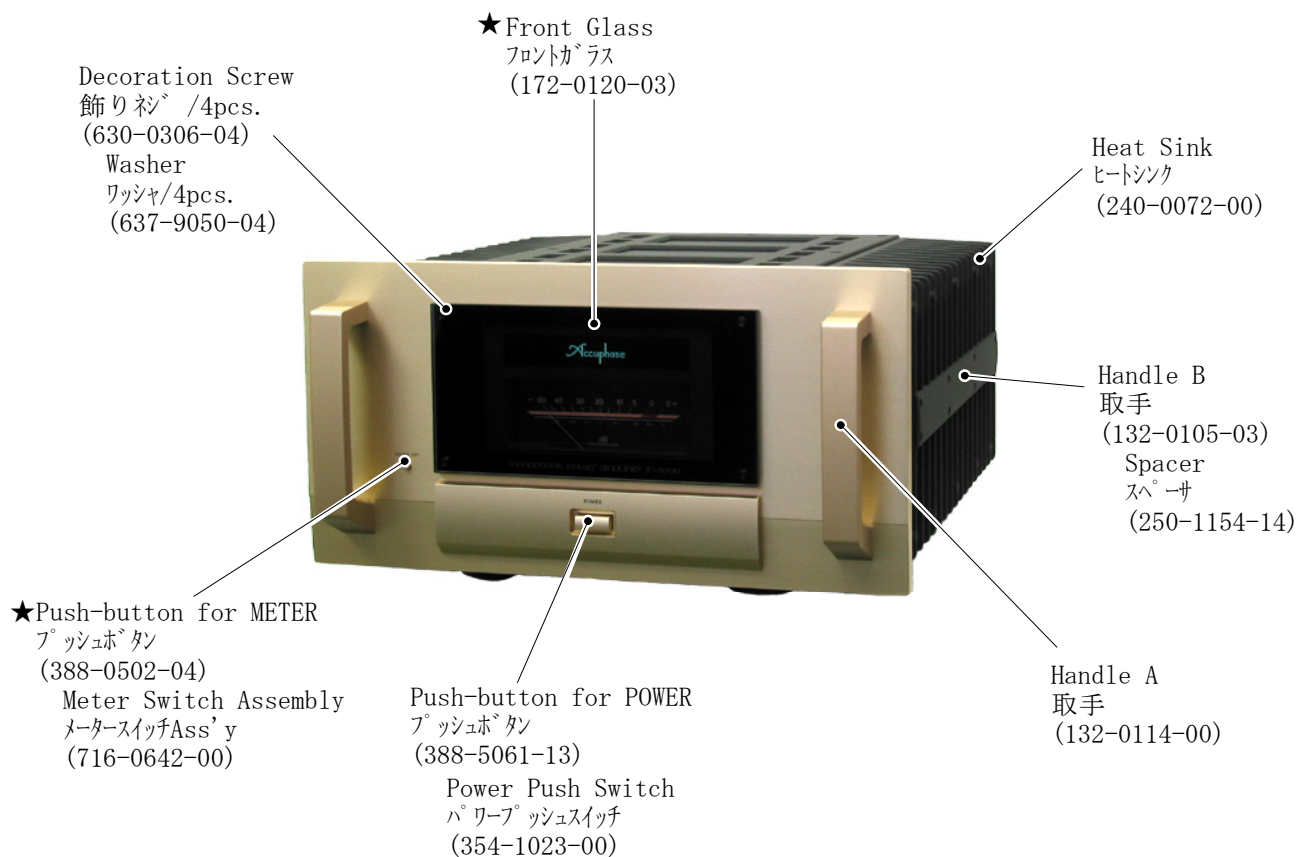 ★Front Glass
フロントガラス
(172-0120-03)
Decoration Screw
飾りネジ/4pcs.
(630-0306-04)
Washer
ワッシャ/4pcs.
(637-9050-04)
Heat Sink
ヒートシンク
(240-0072-00)
Accuphase
Handle B
取手
(132-0105-03)
Spacer
スペーサ
(250-1154-14)
POWER
★Push-button for METER
プッシュボタン
(388-0502-04)
Meter Switch Assembly
メータースイッチAss'y
(716-0642-00)
Push-button for POWER
プッシュボタン
(388-5061-13)
Power Push Switch
パワープッシュスイッチ
(354-1023-00)
Handle A
取手
(132-0114-00)